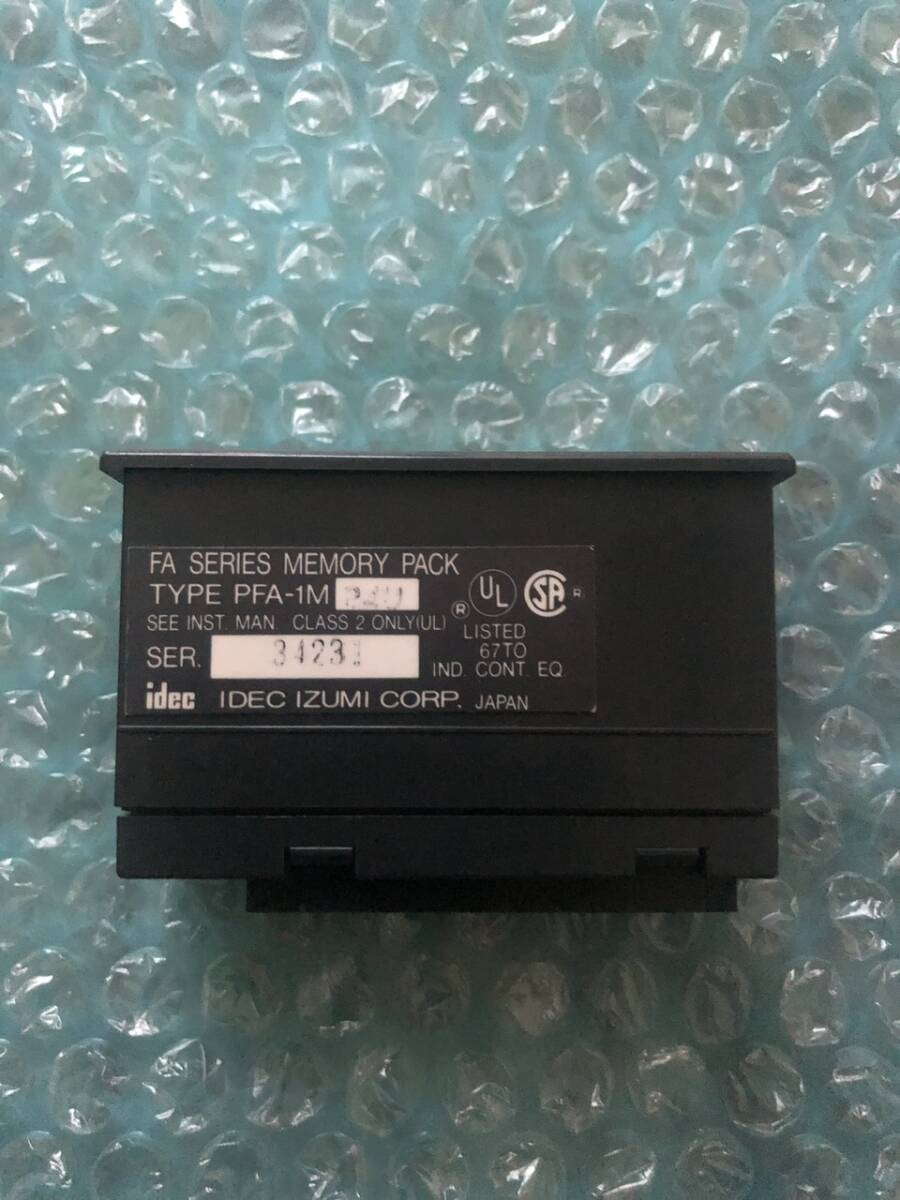 FA SERIES MEMORY PACK
TYPE PFA-1M
SEE INST. MAN. CLASS 2 ONLY(UL)
SER. 34231
idec IDEC IZUMI CORP. JAPAN
UL ®
SA ®
LISTED
67TO
IND. CONT. EQ.